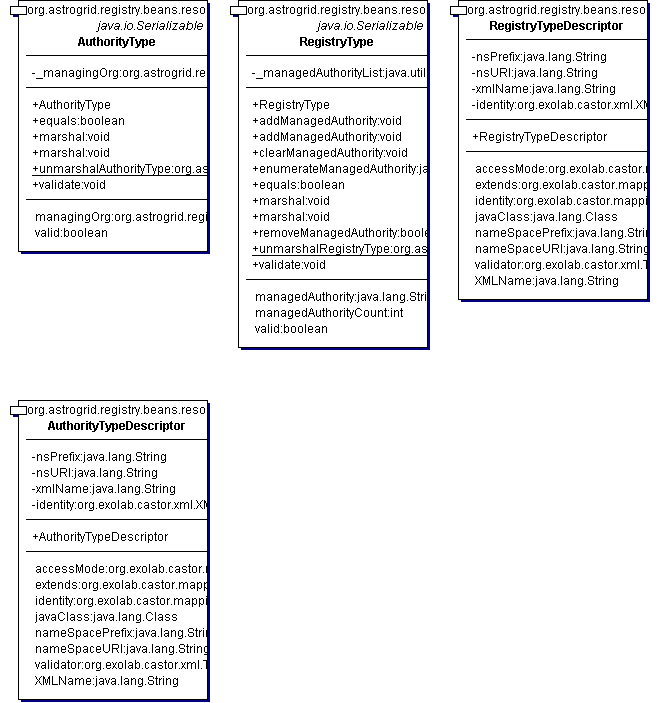 org.astrogrid.registry.beans.reso
java.io.Serializable
AuthorityType
-_managingOrg:org.astrogrid.re
+AuthorityType
+equals:boolean
+marshal:void
+marshal:void
+unmarshalAuthorityType:org.as
+validate:void
managingOrg:org.astrogrid.regi
valid:boolean
org.astrogrid.registry.beans.reso
java.io.Serializable
RegistryType
-_managedAuthorityList:java.util
+RegistryType
+addManagedAuthority:void
+addManagedAuthority:void
+clearManagedAuthority:void
+enumerateManagedAuthority:ja
+equals:boolean
+marshal:void
+marshal:void
+removeManagedAuthority:boole
+unmarshalRegistryType:org.as
+validate:void
managedAuthority:java.lang.Stri
managedAuthorityCount:int
valid:boolean
org.astrogrid.registry.beans.reso
RegistryTypeDescriptor
-nsPrefix:java.lang.String
-nsURI:java.lang.String
-xmlName:java.lang.String
-identity:org.exolab.castor.xml.XM
+RegistryTypeDescriptor
accessMode:org.exolab.castor.r
extends:org.exolab.castor.mapp
identity:org.exolab.castor.mappi
javaClass:java.lang.Class
nameSpacePrefix:java.lang.Strin
nameSpaceURI:java.lang.String
validator:org.exolab.castor.xml.T
XMLName:java.lang.String
org.astrogrid.registry.beans.reso
AuthorityTypeDescriptor
-nsPrefix:java.lang.String
-nsURI:java.lang.String
-xmlName:java.lang.String
-identity:org.exolab.castor.xml.XM
+AuthorityTypeDescriptor
accessMode:org.exolab.castor.r
extends:org.exolab.castor.mapp
identity:org.exolab.castor.mappi
javaClass:java.lang.Class
nameSpacePrefix:java.lang.Strin
nameSpaceURI:java.lang.String
validator:org.exolab.castor.xml.T
XMLName:java.lang.String